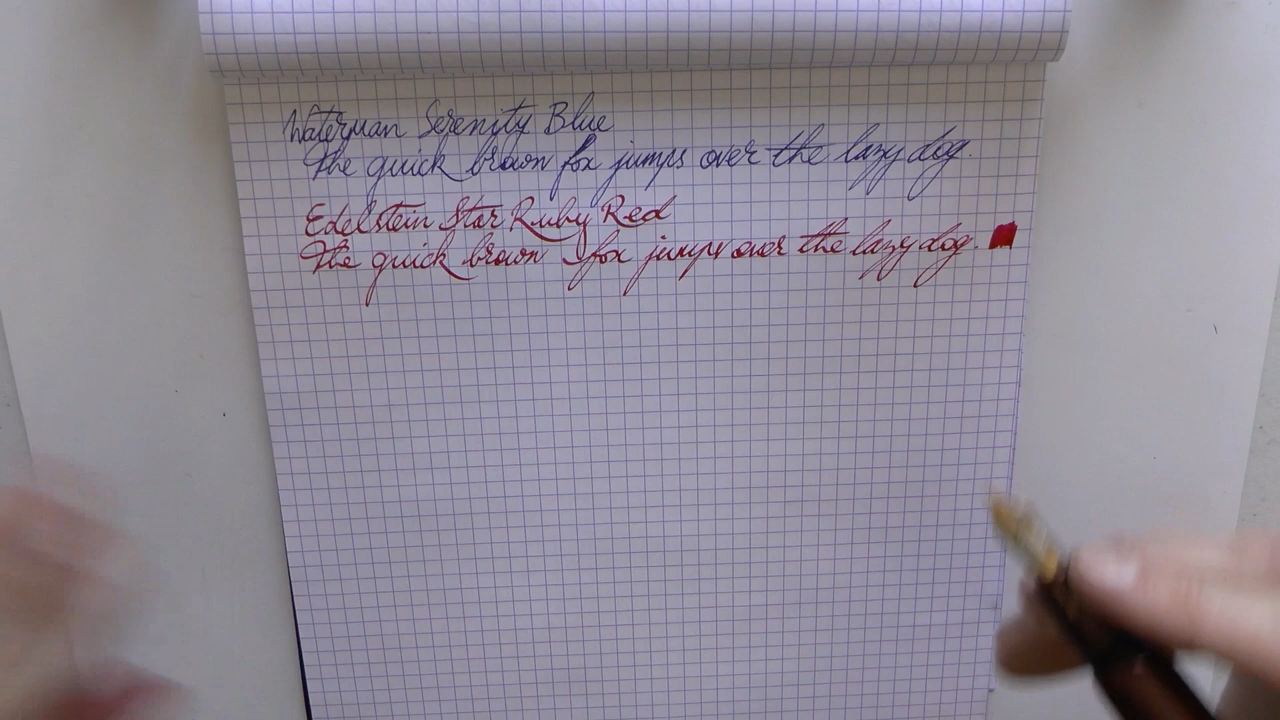 Waterman Serenity Blue
The quick brown fox jumps over the lazy dog.
Edelstein Star Ruby Red
The quick brown fox jumps over the lazy dog.